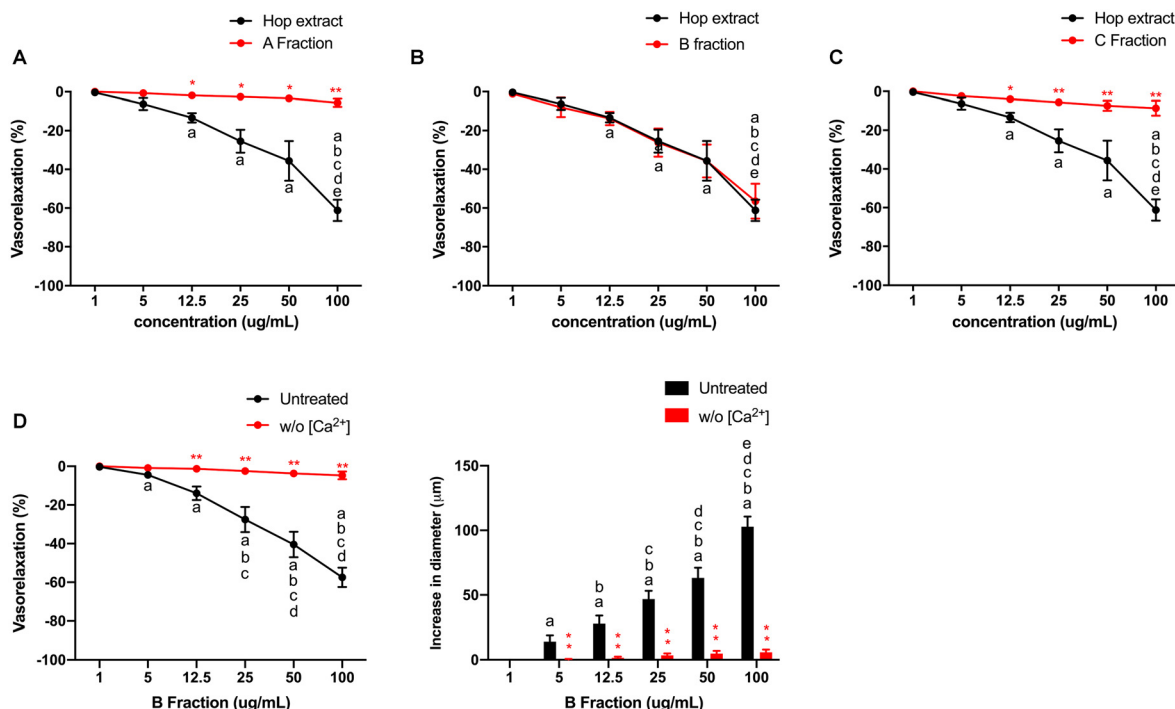 A
Hop extract
A Fraction
* * * **
0
-20
-40
-60
-80
-100
Vasorelaxation (%)
a a a
a
b
c
d
e
1 5 12.5 25 50 100
concentration (ug/mL)
B
Hop extract
B fraction
0
-20
-40
-60
-80
-100
Vasorelaxation (%)
a a
a a
a
b
c
d
e
1 5 12.5 25 50 100
concentration (ug/mL)
C
Hop extract
C Fraction
* ** ** **
0
-20
-40
-60
-80
-100
Vasorelaxation (%)
a a a
a
b
c
d
e
1 5 12.5 25 50 100
concentration (ug/mL)
D
Untreated
w/o [Ca²⁺]
** ** ** **
0
-20
-40
-60
-80
-100
Vasorelaxation (%)
a a
a
b
c
a
b
c
d
a
b
c
d
1 5 12.5 25 50 100
B Fraction (ug/mL)
Untreated
w/o [Ca²⁺]
150
100
50
0
Increase in diameter (μm)
a
b
a
c
b
a
d
c
b
a
e
d
c
b
a
** ** ** ** **
1 5 12.5 25 50 100
B Fraction (ug/mL)